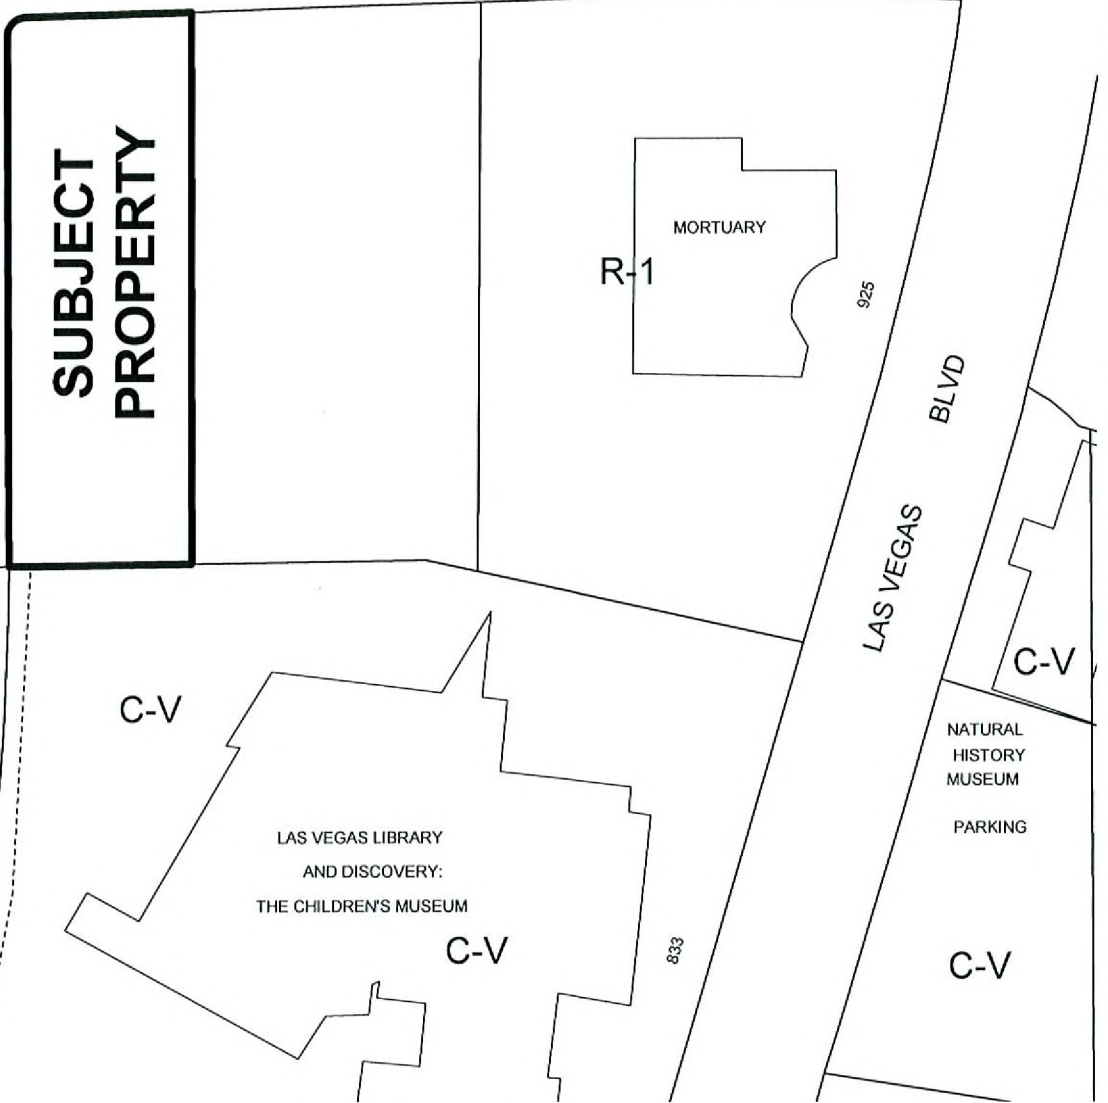 SUBJECT
PROPERTY
MORTUARY
R-1
925
BLVD
LAS VEGAS
C-V
C-V
NATURAL
HISTORY
MUSEUM
PARKING
LAS VEGAS LIBRARY
AND DISCOVERY:
THE CHILDREN'S MUSEUM
C-V
833
C-V